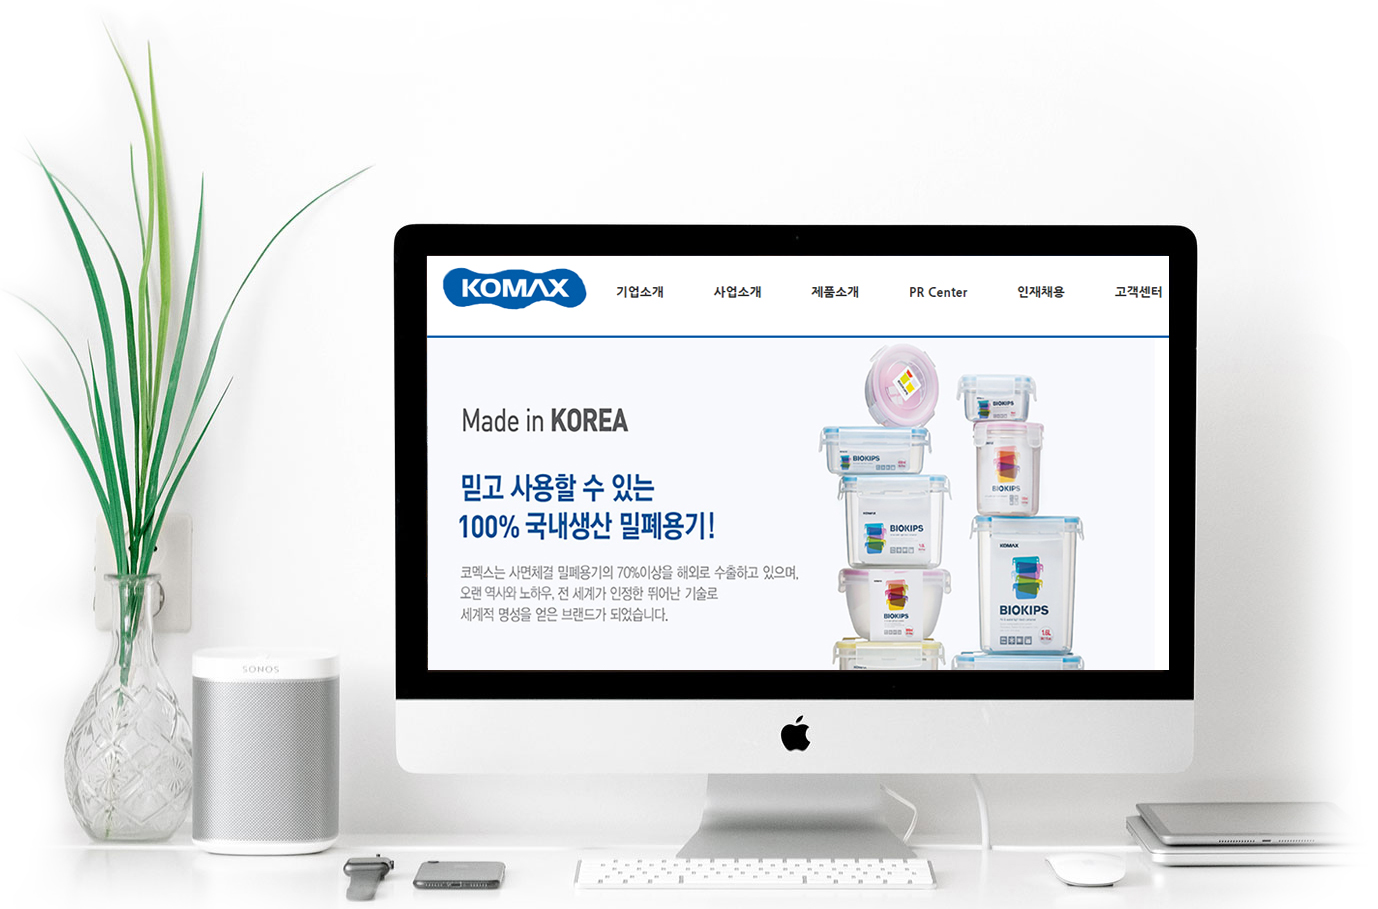 KOMAX
기업소개 사업소개 제품소개 PR Center 인재채용 고객센터
Made in KOREA
믿고 사용할 수 있는
100% 국내생산 밀폐용기!
코멕스는 사면체결 밀폐용기의 70%이상을 해외로 수출하고 있으며,
오랜 역사와 노하우, 전 세계가 인정한 뛰어난 기술로
세계적 명성을 얻은 브랜드가 되었습니다.
BIOKIPS
BIOKIPS
BIOKIPS
KOMAX
BIOKIPS
KOMAX
BIOKIPS
1.6L
BIOKIPS
SONOS